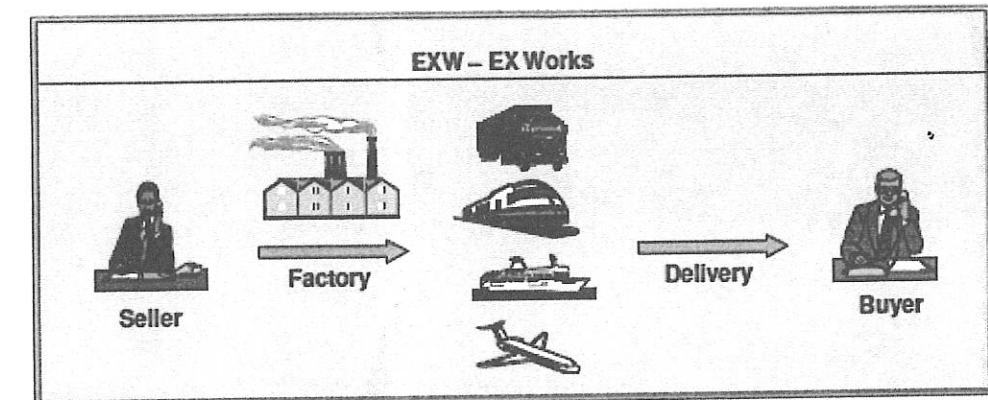 EXW – EX Works
Factory
Delivery
Seller
Buyer